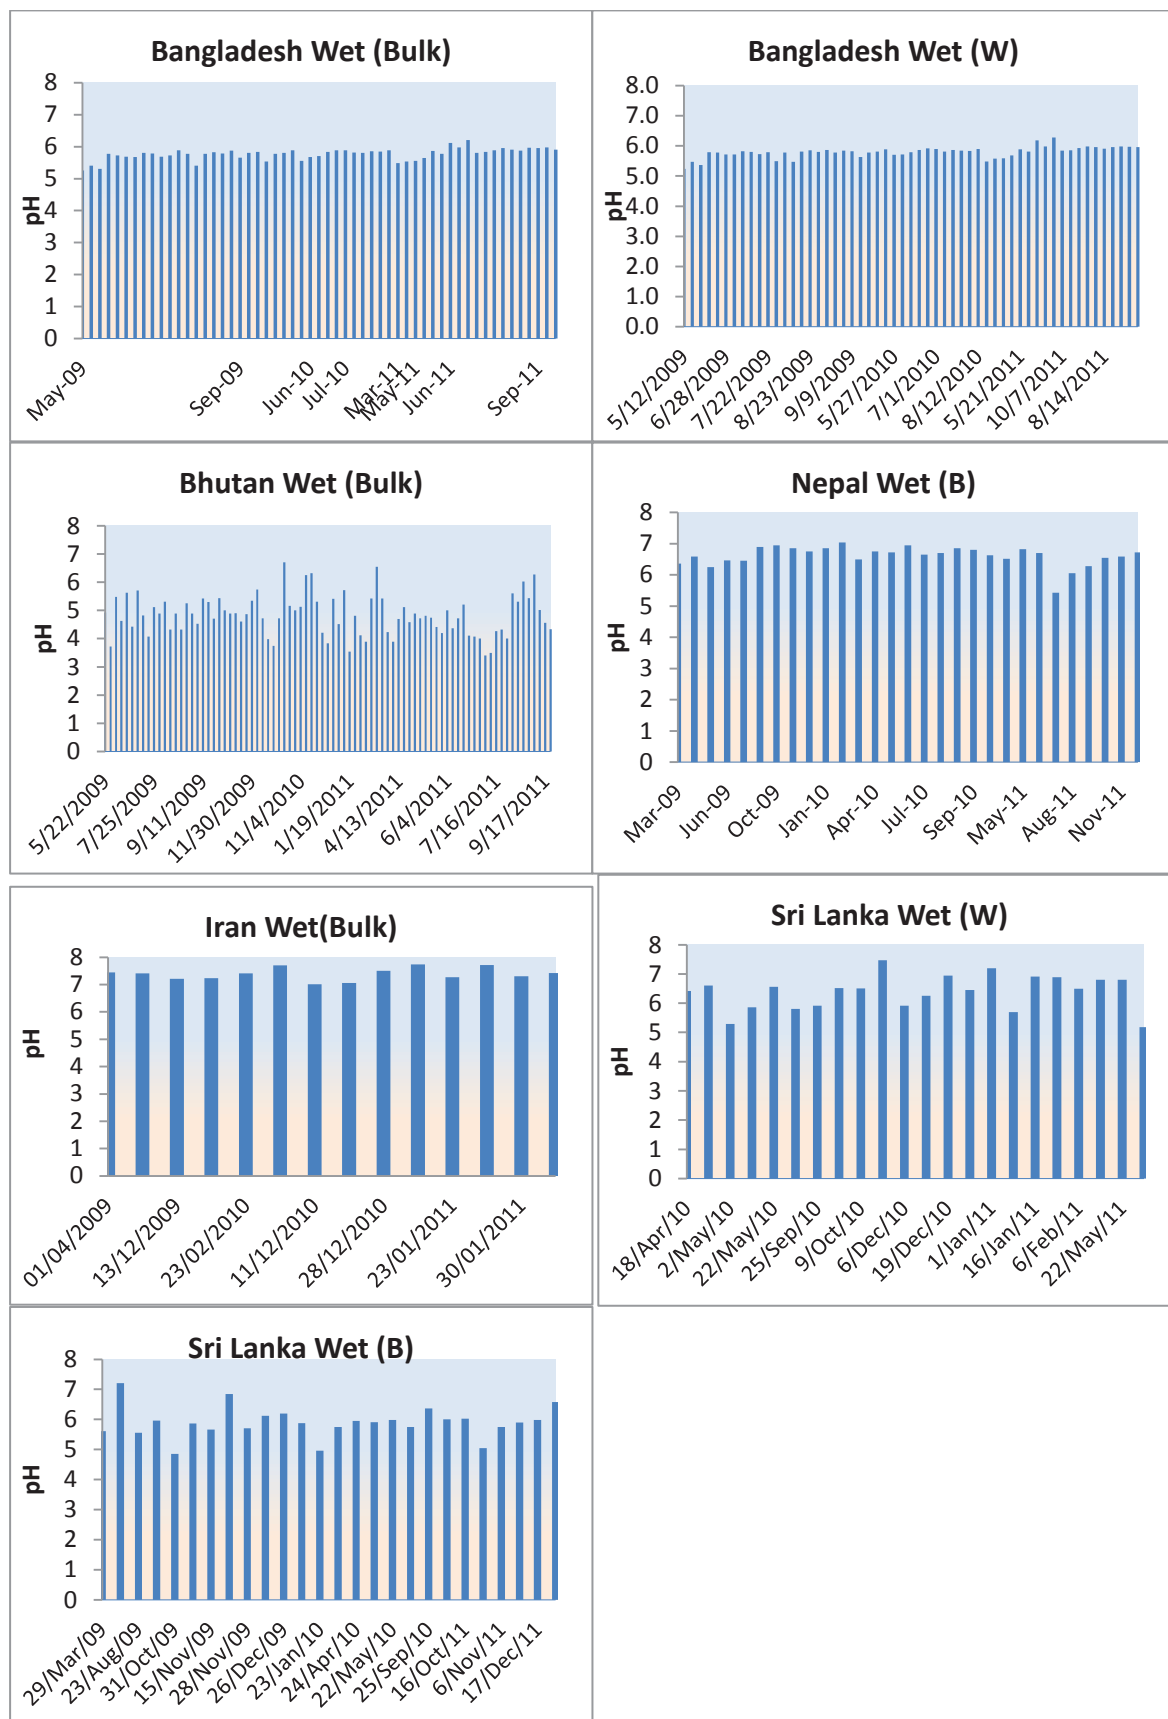 Bangladesh Wet (Bulk)
8
7
6
5
4
3
2
1
0
pH
May-09
Sep-09
Jun-10
Jul-10
Mar-11
May-11
Jun-11
Sep-11
Bangladesh Wet (W)
8.0
7.0
6.0
5.0
4.0
3.0
2.0
1.0
0.0
pH
5/12/2009
6/28/2009
7/22/2009
8/23/2009
9/9/2009
5/27/2010
7/1/2010
8/12/2010
5/21/2011
10/7/2011
8/14/2011
Bhutan Wet (Bulk)
8
7
6
5
4
3
2
1
0
pH
5/22/2009
7/25/2009
9/11/2009
11/30/2009
11/4/2010
1/19/2011
4/13/2011
6/4/2011
7/16/2011
9/17/2011
Nepal Wet (B)
8
7
6
5
4
3
2
1
0
pH
Mar-09
Jun-09
Oct-09
Jan-10
Apr-10
Jul-10
Sep-10
May-11
Aug-11
Nov-11
Iran Wet(Bulk)
8
7
6
5
4
3
2
1
0
pH
01/04/2009
13/12/2009
23/02/2010
11/12/2010
28/12/2010
23/01/2011
30/01/2011
Sri Lanka Wet (W)
8
7
6
5
4
3
2
1
0
pH
18/Apr/10
2/May/10
22/May/10
25/Sep/10
9/Oct/10
6/Dec/10
19/Dec/10
1/Jan/11
16/Jan/11
6/Feb/11
22/May/11
Sri Lanka Wet (B)
8
7
6
5
4
3
2
1
0
pH
29/Mar/09
23/Aug/09
31/Oct/09
15/Nov/09
28/Nov/09
26/Dec/09
23/Jan/10
24/Apr/10
22/May/10
25/Sep/10
16/Oct/11
6/Nov/11
17/Dec/11